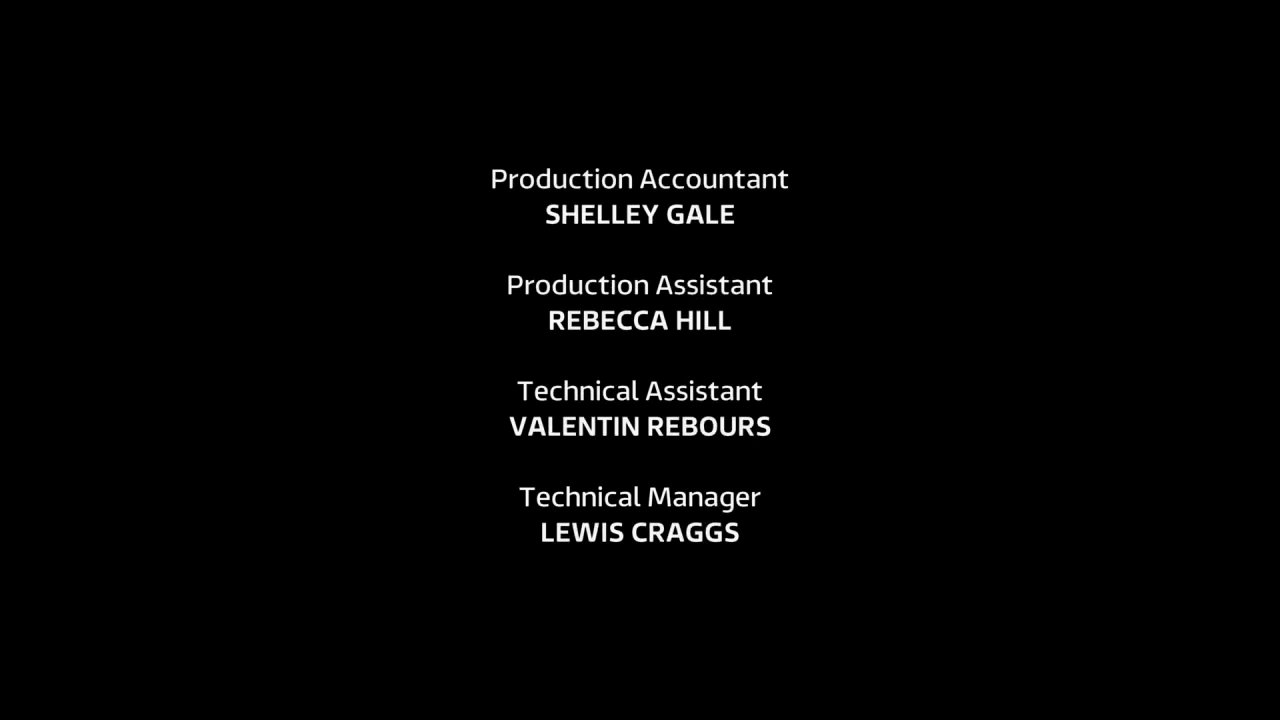 Production Accountant
SHELLEY GALE
Production Assistant
REBECCA HILL
Technical Assistant
VALENTIN REBOURS
Technical Manager
LEWIS CRAGGS